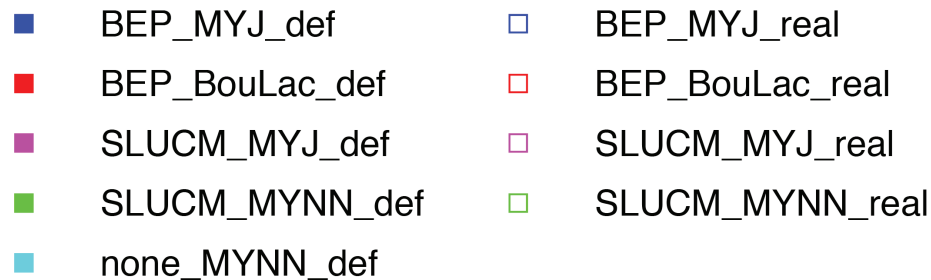 BEP_MYJ_def
BEP_BouLac_def
SLUCM_MYJ_def
SLUCM_MYNN_def
none_MYNN_def
BEP_MYJ_real
BEP_BouLac_real
SLUCM_MYJ_real
SLUCM_MYNN_real